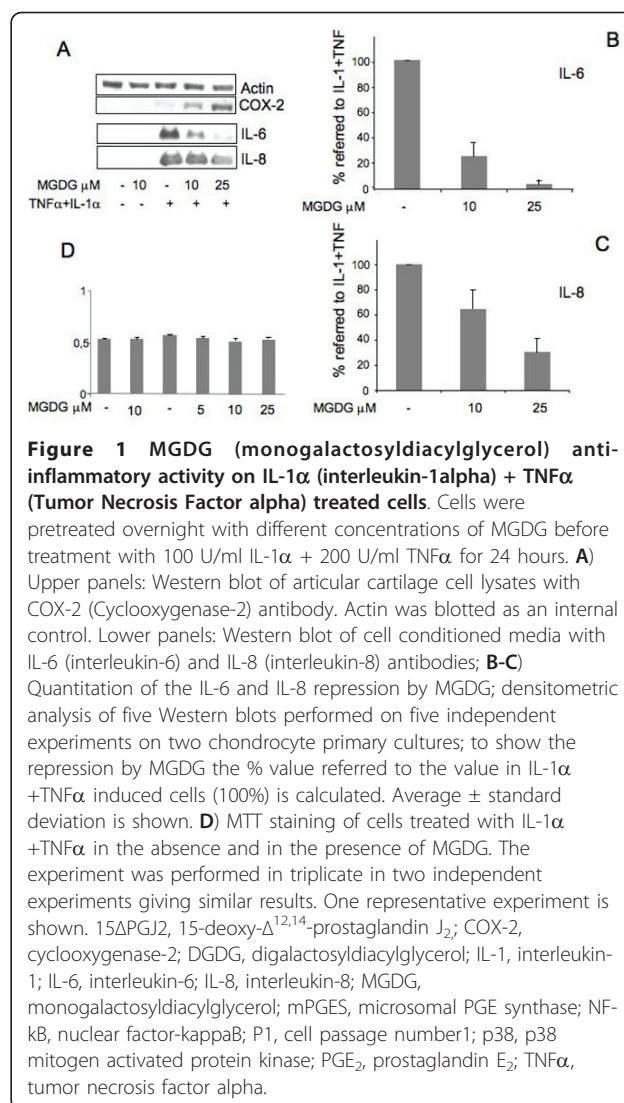 A
Actin
COX-2
IL-6
IL-8
MGDG μM - 10 - 10 25
TNFα+IL-1α - - + + +
B
IL-6
% referred to IL-1+TNF
100
80
60
40
20
0
MGDG μM - 10 25
D
1
0,5
0
MGDG μM - 10 - 5 10 25
C
IL-8
% referred to IL-1+TNF
100
80
60
40
20
0
MGDG μM - 10 25
Figure 1 MGDG (monogalactosyldiacylglycerol) anti-
inflammatory activity on IL-1α (interleukin-1alpha) + TNFα
(Tumor Necrosis Factor alpha) treated cells. Cells were
pretreated overnight with different concentrations of MGDG before
treatment with 100 U/ml IL-1α + 200 U/ml TNFα for 24 hours. A)
Upper panels: Western blot of articular cartilage cell lysates with
COX-2 (Cyclooxygenase-2) antibody. Actin was blotted as an internal
control. Lower panels: Western blot of cell conditioned media with
IL-6 (interleukin-6) and IL-8 (interleukin-8) antibodies; B-C)
Quantitation of the IL-6 and IL-8 repression by MGDG; densitometric
analysis of five Western blots performed on five independent
experiments on two chondrocyte primary cultures; to show the
repression by MGDG the % value referred to the value in IL-1α
+TNFα induced cells (100%) is calculated. Average ± standard
deviation is shown. D) MTT staining of cells treated with IL-1α
+TNFα in the absence and in the presence of MGDG. The
experiment was performed in triplicate in two independent
experiments giving similar results. One representative experiment is
shown. 15ΔPGJ2, 15-deoxy-Δ12,14-prostaglandin J2; COX-2,
cyclooxygenase-2; DGDG, digalactosyldiacylglycerol; IL-1, interleukin-
1; IL-6, interleukin-6; IL-8, interleukin-8; MGDG,
monogalactosyldiacylglycerol; mPGES, microsomal PGE synthase; NF-
kB, nuclear factor-kappaB; P1, cell passage number1; p38, p38
mitogen activated protein kinase; PGE2, prostaglandin E2; TNFα,
tumor necrosis factor alpha.